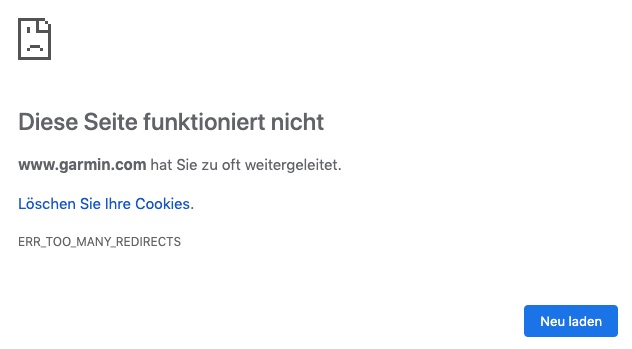 Diese Seite funktioniert nicht
www.garmin.com hat Sie zu oft weitergeleitet.
Löschen Sie Ihre Cookies.
ERR_TOO_MANY_REDIRECTS
Neu laden